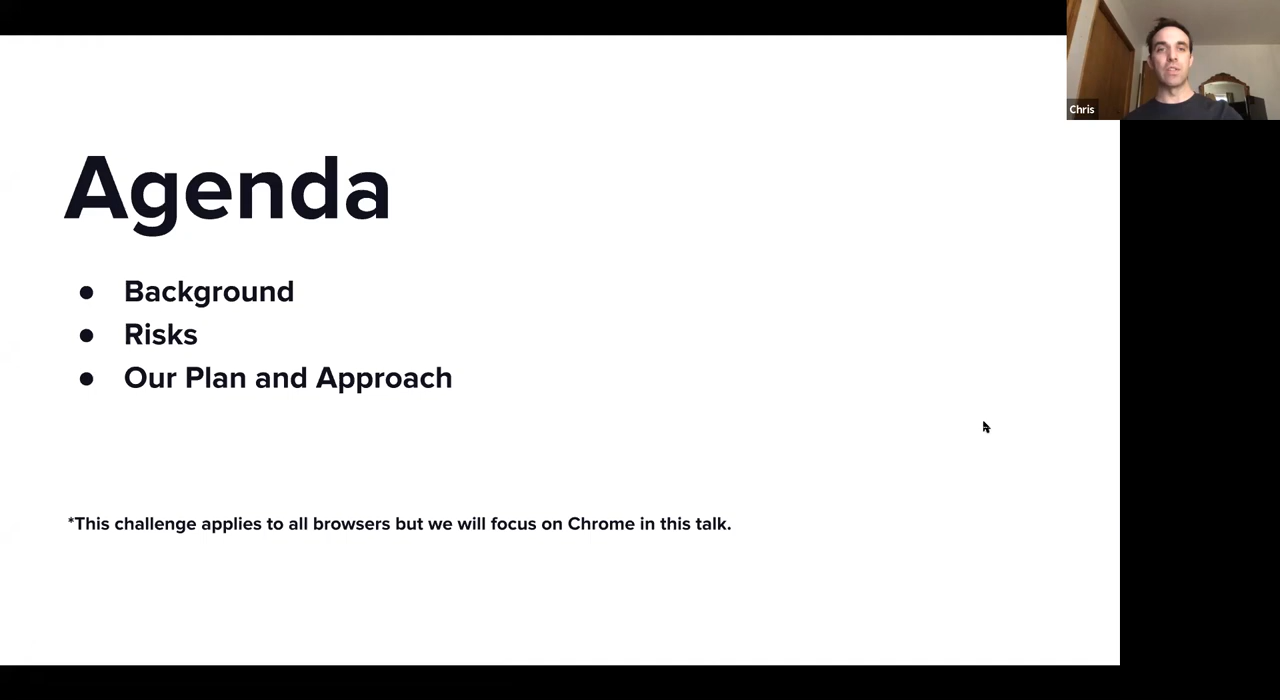 Agenda
● Background
● Risks
● Our Plan and Approach
*This challenge applies to all browsers but we will focus on Chrome in this talk.
Chris